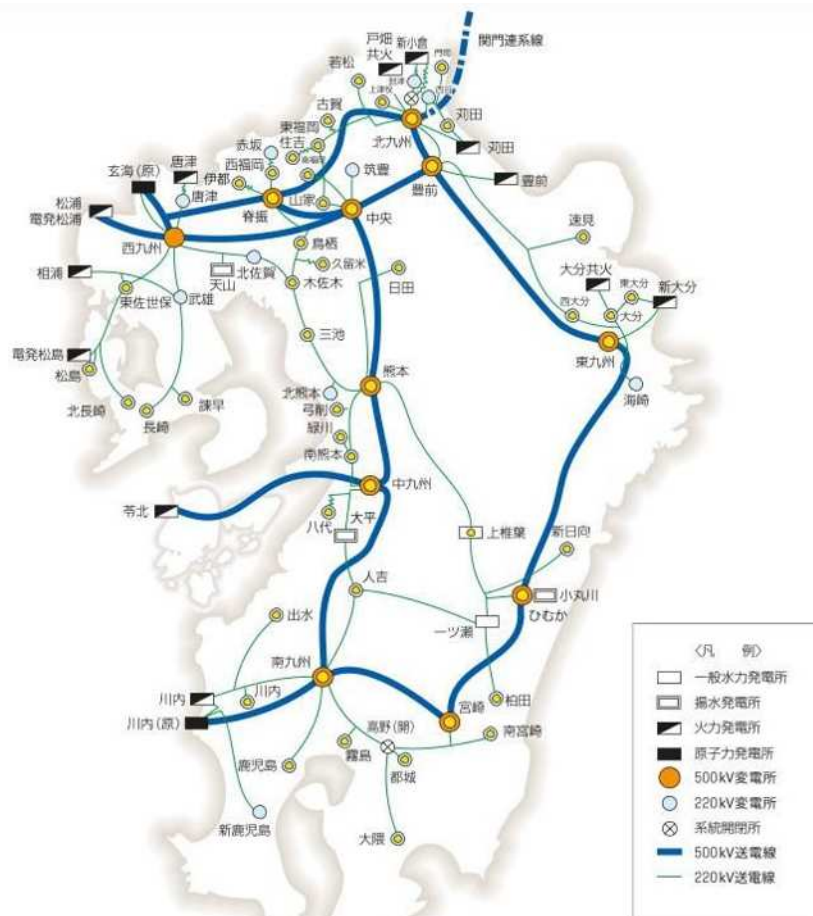 関門連系線
戸畑
共火
新小倉
門司
若松
上津役
古賀
北九州
苅田
苅田
東福岡
住吉
赤坂
西福岡
筑豊
豊前
豊前
唐津
玄海(原)
伊都
唐津
松浦
電発松浦
脊振
山家
中央
速見
西九州
鳥栖
久留米
相浦
天山
北佐賀
木佐木
日田
大分共火
東大分
新大分
東佐世保
武雄
西大分
大分
三池
東九州
電発松島
松島
北熊本
熊本
海崎
北長崎
諫早
弓削
長崎
緑川
南熊本
中九州
苓北
八代
大平
上椎葉
新日向
人吉
小丸川
ひむか
出水
一ツ瀬
南九州
川内
川内
川内(原)
宮崎
柏田
高野(開)
南宮崎
鹿児島
霧島
都城
新鹿児島
大隅
〈凡 例〉
一般水力発電所
揚水発電所
火力発電所
原子力発電所
500kV変電所
220kV変電所
系統開閉所
500kV送電線
220kV送電線